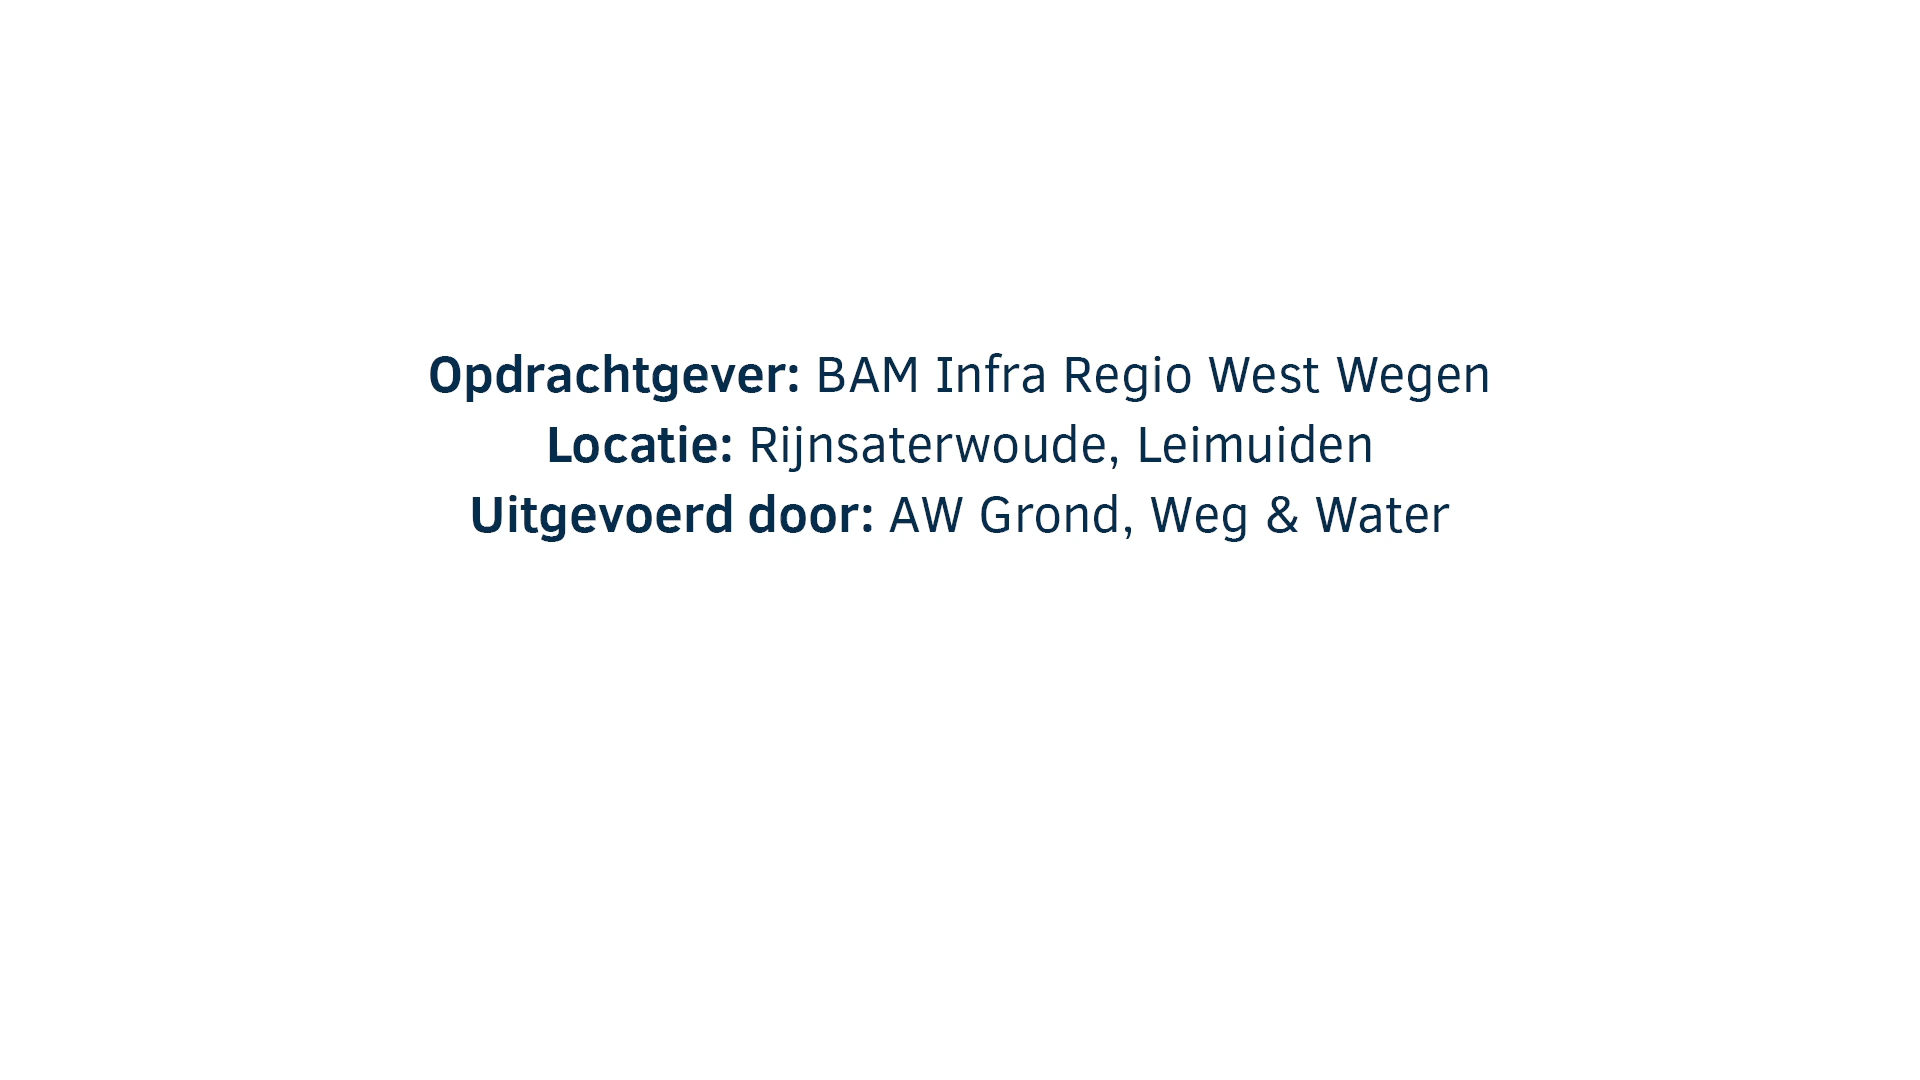 Opdrachtgever: BAM Infra Regio West Wegen
Locatie: Rijnsaterwoude, Leimuiden
Uitgevoerd door: AW Grond, Weg & Water